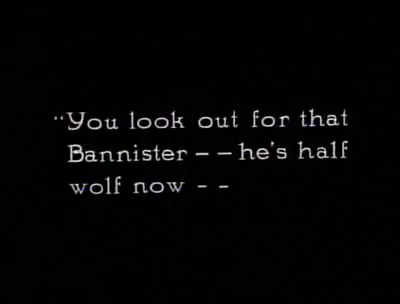 "You look out for that
Bannister – – he's half
wolf now - -